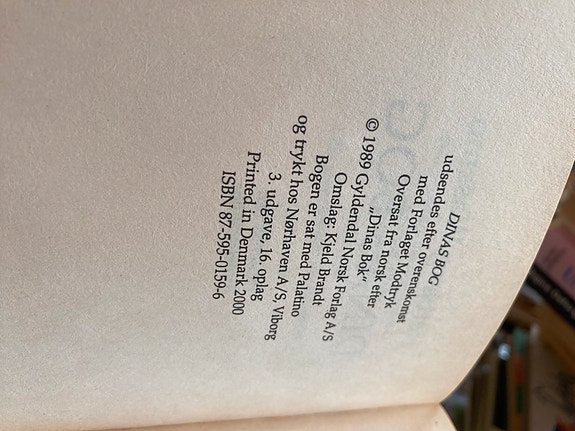 DINAS BOG
udsendes efter overenskomst
med Forlaget Modtryk
Oversat fra norsk efter
„Dinas Bok“
© 1989 Gyldendal Norsk Forlag A/S
Omslag: Kjeld Brandt
Bogen er sat med Palatino
og trykt hos Nørhaven A/S, Viborg
3. udgave, 16. oplag
Printed in Denmark 2000
ISBN 87-595-0159-6